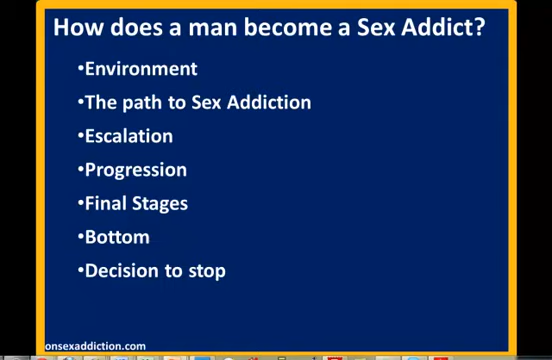 How does a man become a Sex Addict?
•Environment
•The path to Sex Addiction
•Escalation
•Progression
•Final Stages
•Bottom
•Decision to stop
onsexaddiction.com